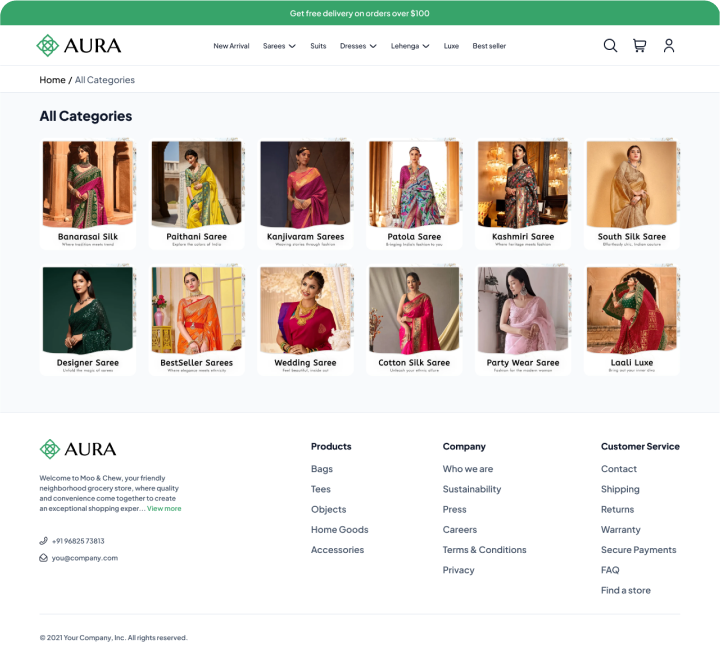 Get free delivery on orders over $100
AURA
New Arrival Sarees Suits Dresses Lehenga Luxe Best seller
Home / All Categories
All Categories
Banarasai Silk
Where tradition meets trend
Paithani Saree
Explore the colors of India
Kanjivaram Sarees
Weaving stories through fashion
Patola Saree
Bringing Indian fashion to you
Kashmiri Saree
Where heritage meets fashion
South Silk Saree
Effortlessly chic, Indian couture
Designer Saree
Unfold the magic of sarees
BestSeller Sarees
Where elegance meets ethnicity
Wedding Saree
Feel beautiful, inside out
Cotton Silk Saree
Unleash your ethnic allure
Party Wear Saree
Fashion for the modern woman
Laali Luxe
Bring out your inner diva
AURA
Welcome to Moo & Chew, your friendly
neighborhood grocery store, where quality
and convenience come together to create
an exceptional shopping exper... View more
+91 96825 73813
you@company.com
Products
Bags
Tees
Objects
Home Goods
Accessories
Company
Who we are
Sustainability
Press
Careers
Terms & Conditions
Privacy
Customer Service
Contact
Shipping
Returns
Warranty
Secure Payments
FAQ
Find a store
© 2021 Your Company, Inc. All rights reserved.